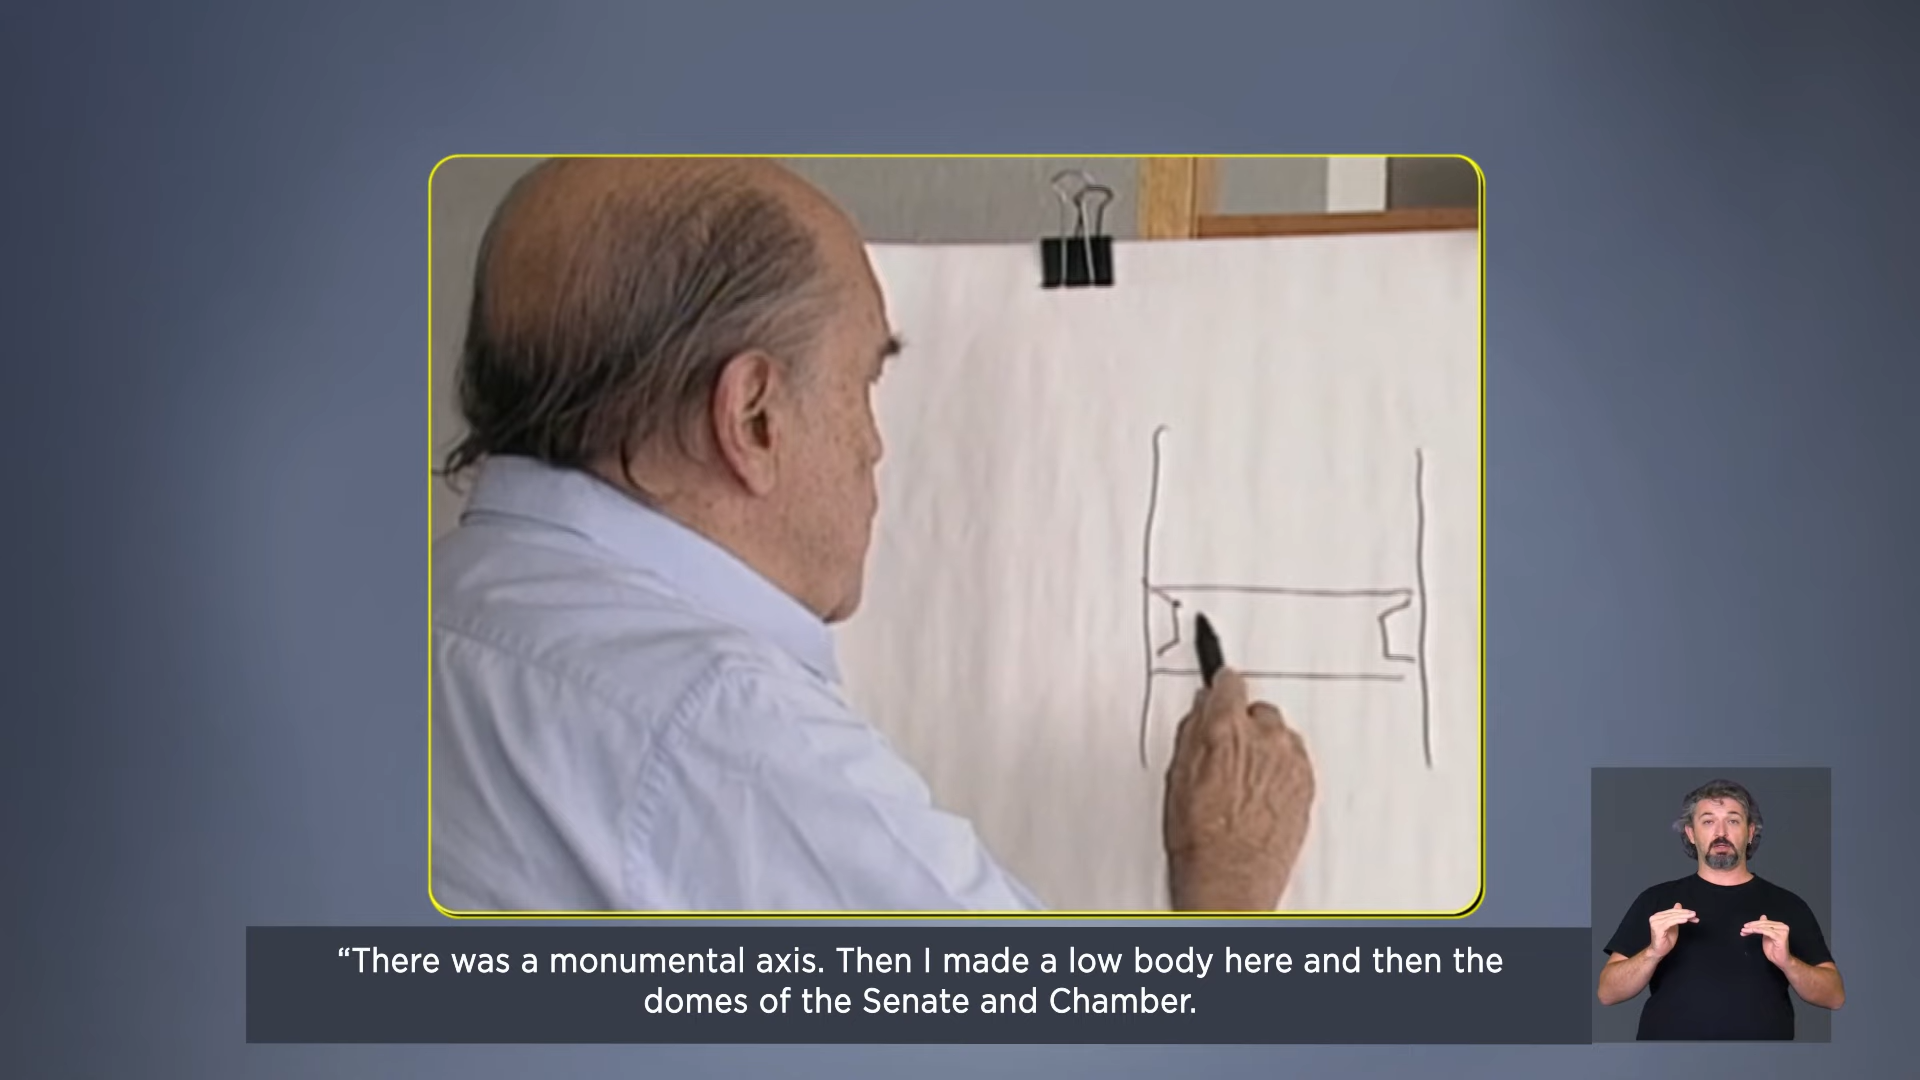 “There was a monumental axis. Then I made a low body here and then the
domes of the Senate and Chamber.